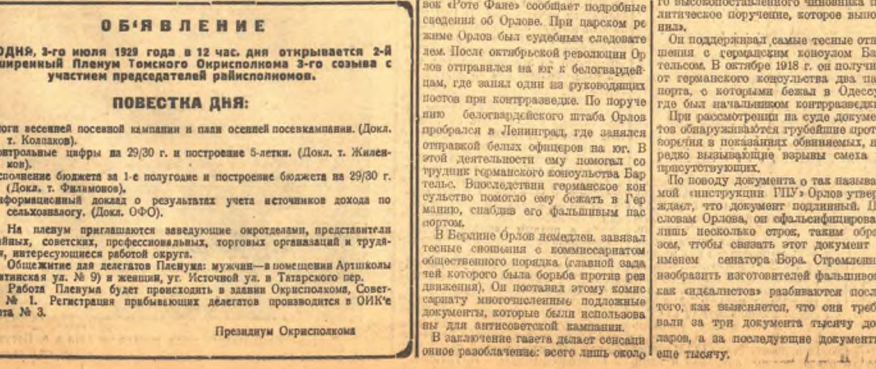 ОБ‘ЯВЛЕНИЕ
ОДНЯ, 3-го июля 1929 года в 12 час. дня открывается 2-й
ширенный Пленум Томского Окрисполкома 3-го созыва с
участием председателей райисполкомов.
ПОВЕСТКА ДНЯ:
тоги весенней посевной кампании и план осенней посевкампании. (Докл.
т. Колпаков).
онтрольные цифры на 29/30 г. и построение 5-летки. (Докл. т. Жилен-
ков).
сполнение бюджета за 1-е полугодие и построение бюджета на 29/30 г.
(Докл. т. Филимонов).
нформационный доклад о результатах учета источников дохода по
сельхозналогу. (Докл. ОФО).
На пленум приглашаются заведующие окротделами, представители
йных, советских, профессиональных, торговых организаций и трудя-
я, интересующиеся работой округа.
Общежитие для делегатов Пленума: мужчин—в помещении Артшколы
итинская ул. № 9) и женщин, уг. Источной ул. и Татарского пер.
Работа Пленума будет происходить в здании Окрисполкома, Совет-
№ 1. Регистрация прибывающих делегатов производится в ОИК‘е
та № 3.
Президиум Окрисполкома
вок «Роте Фане» сообщает подробные
сведения об Орлове. При царском ре
жиме Орлов был судебным следовате
лем. После октябрьской революции Ор
лов отправился на юг к белогвардей-
цам, где занял один из руководящих
постов при контрразведке. По поруче
нию белогвардейского штаба Орлов
пробрался в Ленинград, где занялся
отправкой белых офицеров на юг. В
этой деятельности ему помогал со
трудник германского консульства Бар
тельс. Впоследствии германское кон
сульство помогло ему бежать в Гер
манию, снабдив его фальшивым пас
портом.
В Берлине Орлов немедлен. завязал
тесные сношения с комиссариатом
общественного порядка (главной зада
чей которого была борьба против рев
движения). Он поставил этому комис
сариату многочисленные подложные
документы, которые были использова
ны для антисоветской кампании.
В заключение газета делает сенсаци
онное разоблачение: всего лишь около
го высокопоставленного чиновника п
литическое поручение, которое выпо
нил».
Он поддерживал самые тесные отн
шения с германским консулом Ба
тельсом. В октябре 1918 г. он получи
от германского консульства два па
порта, с которыми бежал в Одессу
где был начальником контрразведки
При рассмотрении на суде докуме
тов обнаруживаются грубейшие прот
воречия в показаниях обвиняемых, н
редко вызывающие взрывы смеха
присутствующих.
По поводу документа о так называ
мой «инструкции ГПУ» Орлов утвер
ждает, что документ подлинный. П
словам Орлова, он сфальсифицирова
лишь несколько строк, таким обра
зом, чтобы связать этот документ
именем сенатора Бора. Стремлени
изобразить изготовителей фальшивок
как «идеалистов» разбиваются посл
того, как выясняется, что они треб
вали за три документа тысячу до
ларов, а за последующие документ
еще тысячу.